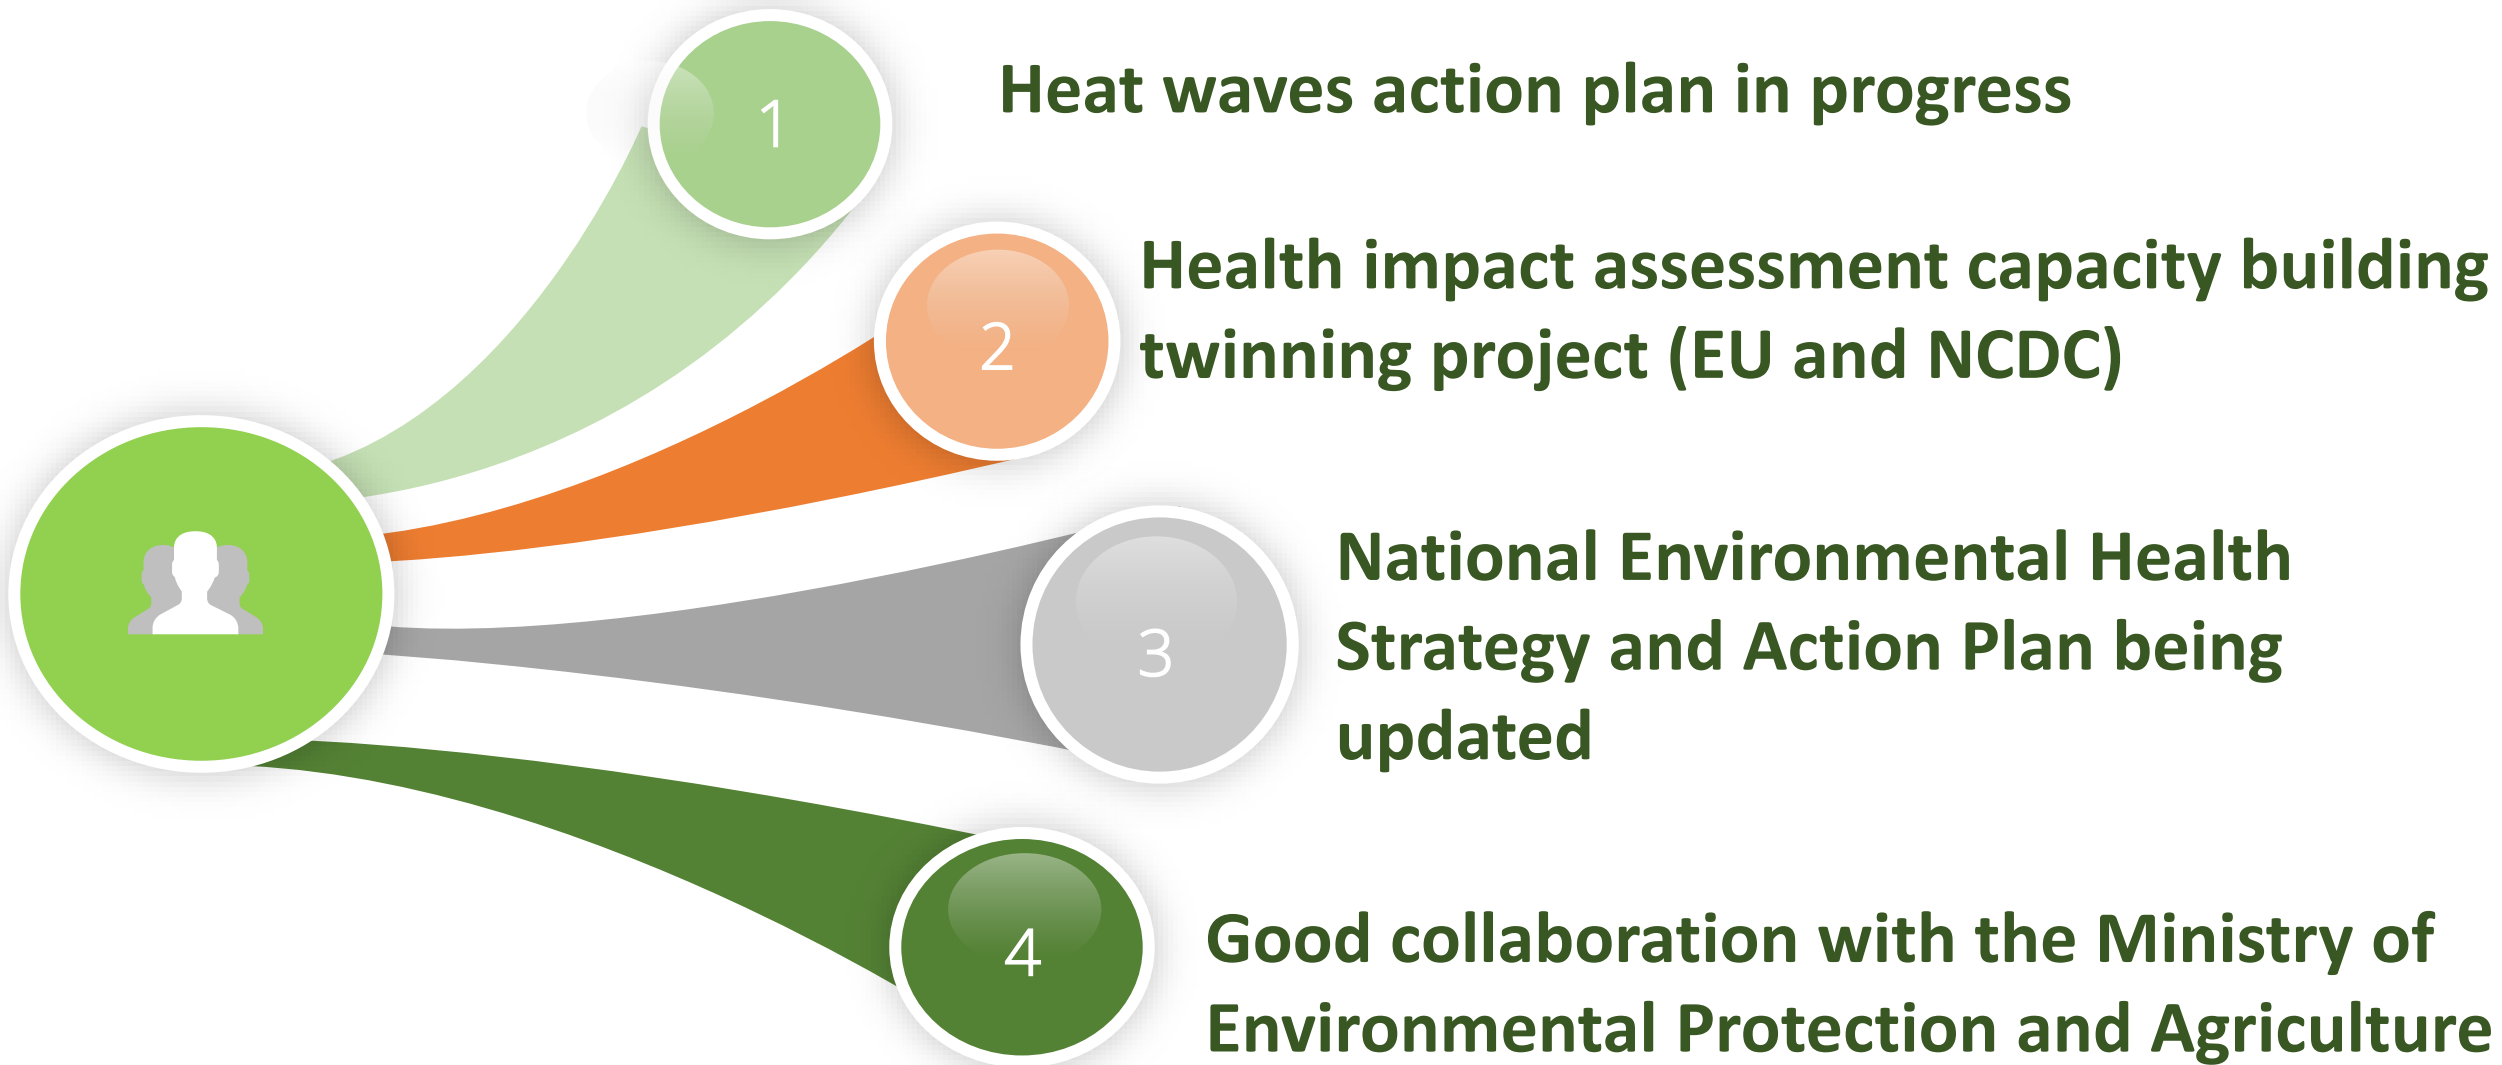 1
Heat waves action plan in progress
2
Health impact assessment capacity building
twinning project (EU and NCDC)
3
National Environmental Health
Strategy and Action Plan being
updated
4
Good collaboration with the Ministry of
Environmental Protection and Agriculture